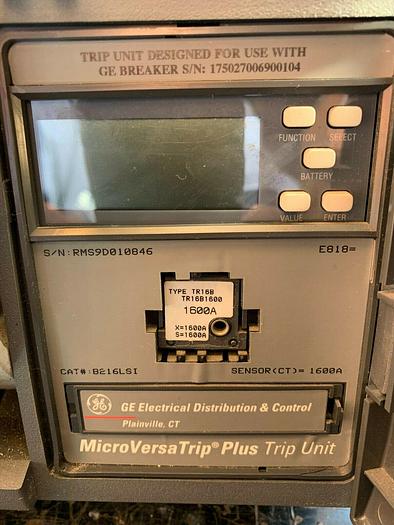 TRIP UNIT DESIGNED FOR USE WITH
GE BREAKER S/N: 175027006900104
FUNCTION SELECT
BATTERY
VALUE ENTER
S/N:RMS9D010846 E818=
TYPE TR16B
TR16B1600
1600A
X=1600A
S=1600A
CAT#:B216LSI SENSOR(CT)= 1600A
GE GE Electrical Distribution & Control
Plainville, CT
MicroVersaTrip® Plus Trip Unit